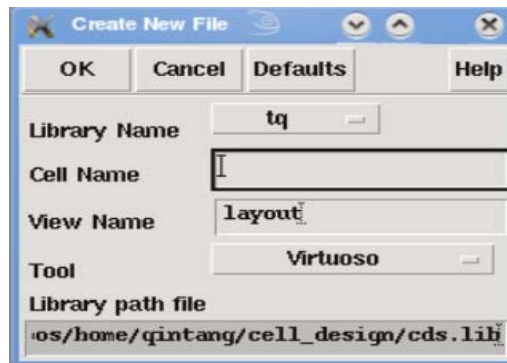 Create New File
OK Cancel Defaults Help
Library Name tq
Cell Name
View Name layout
Tool Virtuoso
Library path file
os/home/qintang/cell_design/cds.lib